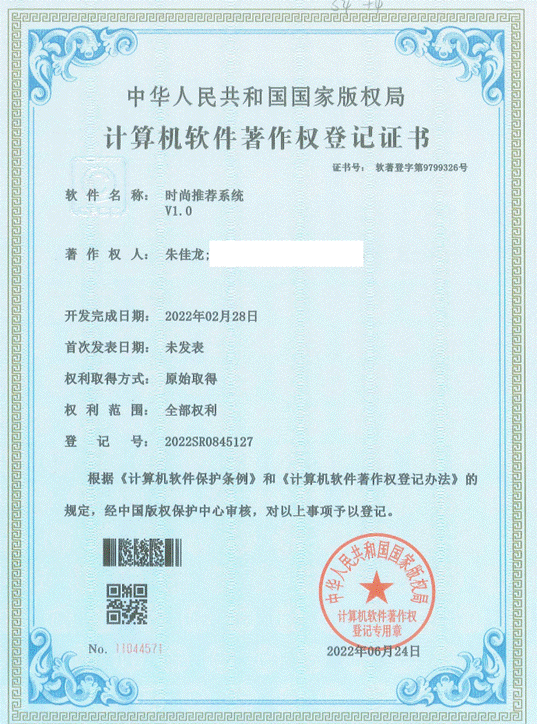 中华人民共和国国家版权局
计算机软件著作权登记证书
证书号： 软著登字第9799326号
软件名称： 时尚推荐系统
V1.0
著作权人： 朱佳龙;
开发完成日期： 2022年02月28日
首次发表日期： 未发表
权利取得方式： 原始取得
权利范围： 全部权利
登记号： 2022SR0845127
根据《计算机软件保护条例》和《计算机软件著作权登记办法》的
规定，经中国版权保护中心审核，对以上事项予以登记。
中华人民共和国国家版权局
计算机软件著作权
登记专用章
No. 11044571
2022年06月24日